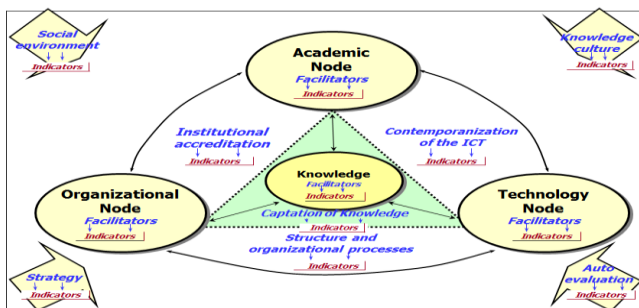 Social
environment
Indicators
Knowledge
culture
Indicators
Academic
Node
Facilitators
Indicators
Institutional
accreditation
Indicators
Contemporanization
of the ICT
Indicators
Knowledge
Facilitators
Indicators
Organizational
Node
Facilitators
Indicators
Technology
Node
Facilitators
Indicators
Captation of Knowledge
Indicators
Structure and
organizational processes
Indicators
Strategy
Indicators
Auto
evaluation
Indicators